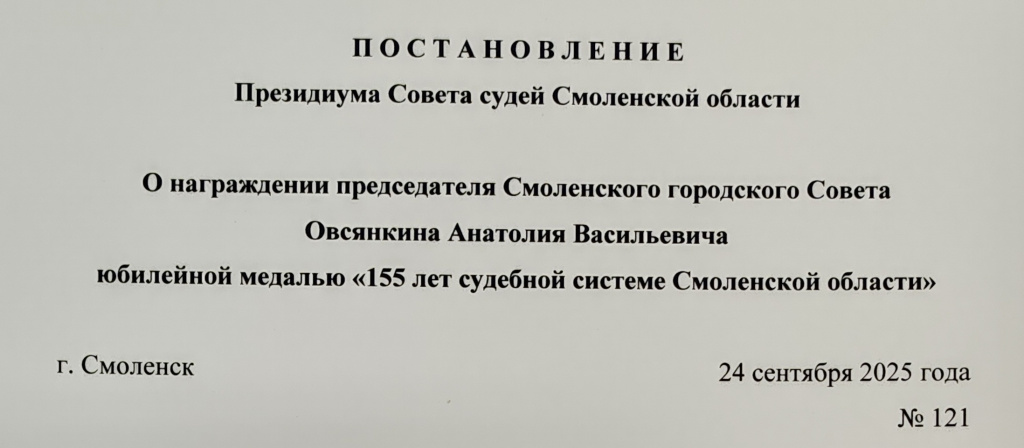 ПОСТАНОВЛЕНИЕ
Президиума Совета судей Смоленской области
О награждении председателя Смоленского городского Совета
Овсянкина Анатолия Васильевича
юбилейной медалью «155 лет судебной системе Смоленской области»
г. Смоленск
24 сентября 2025 года
№ 121